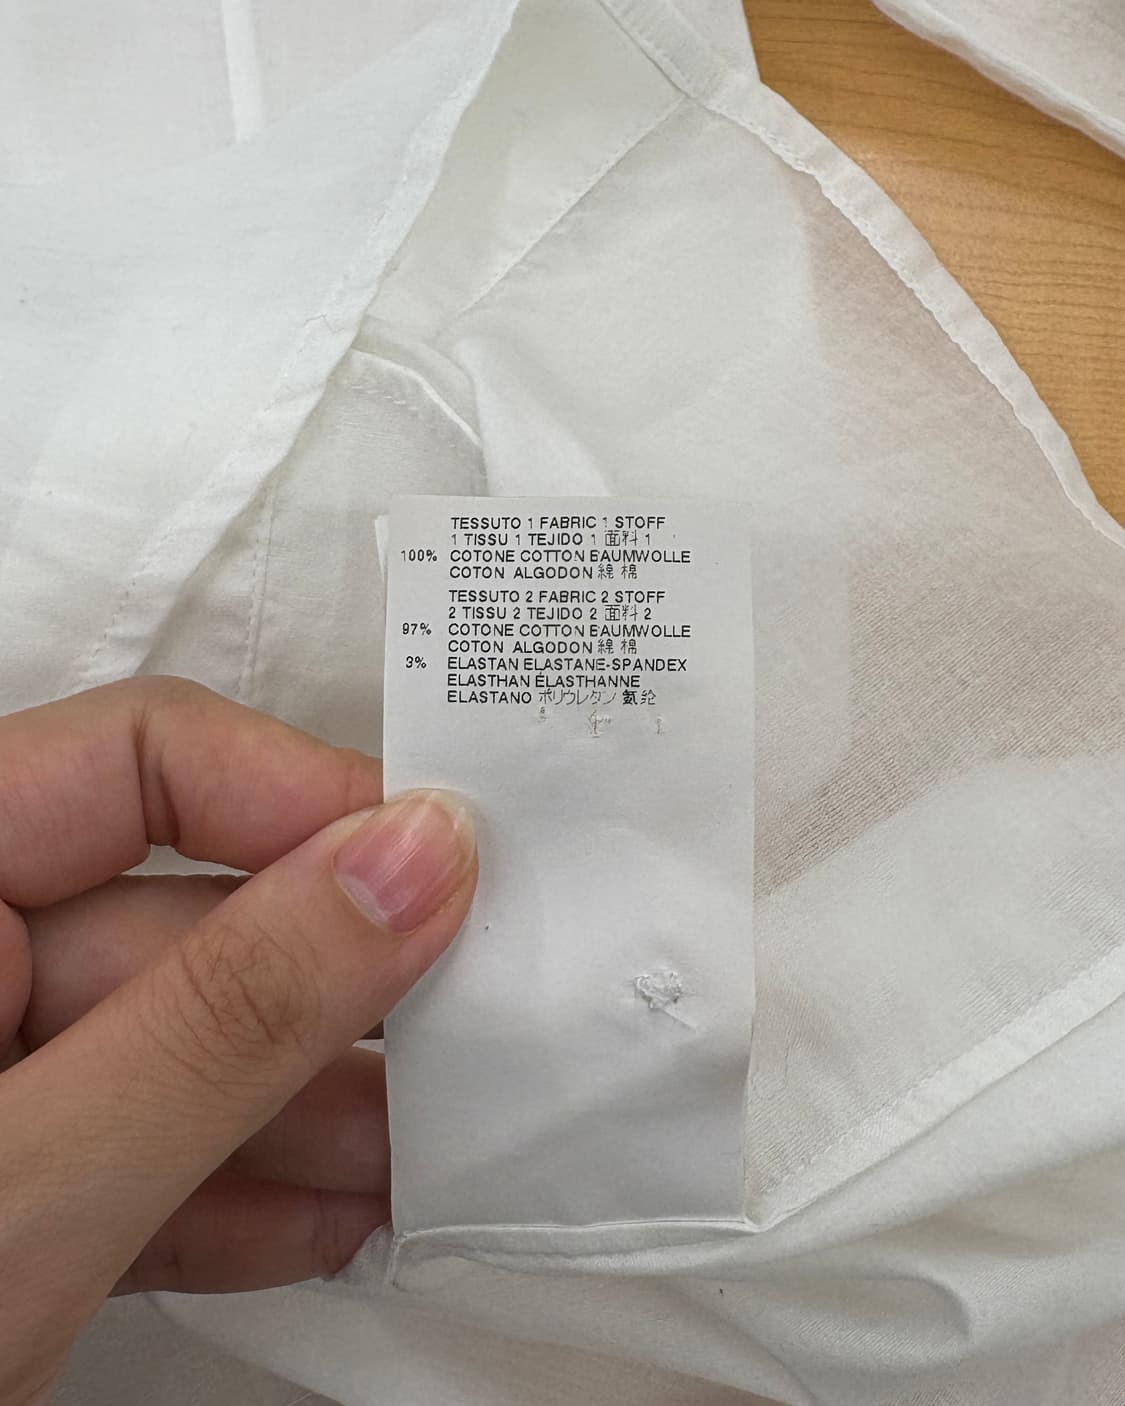 TESSUTO 1 FABRIC 1 STOFF
1 TISSU 1 TEJIDO 1 面料 1
100% COTONE COTTON BAUMWOLLE
COTON ALGODON 綿 棉
TESSUTO 2 FABRIC 2 STOFF
2 TISSU 2 TEJIDO 2 面料 2
97% COTONE COTTON BAUMWOLLE
COTON ALGODON 綿 棉
3% ELASTAN ELASTANE-SPANDEX
ELASTHAN ÉLASTHANNE
ELASTANO ポリウレタン 氨纶